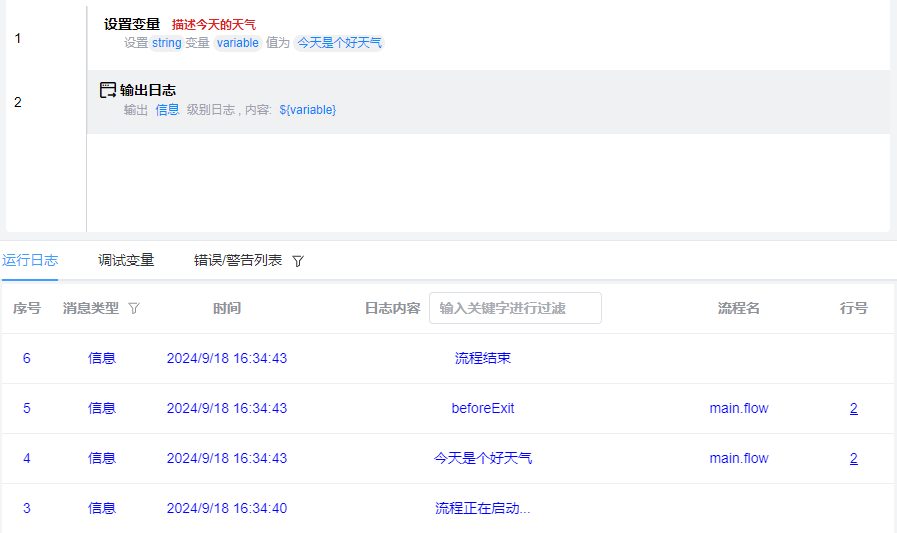 1
设置变量 描述今天的天气
设置 string 变量 variable 值为 今天是个好天气
2
输出日志
输出 信息 级别日志 , 内容: ${variable}
运行日志 调试变量 错误/警告列表
序号 消息类型 时间 日志内容 输入关键字进行过滤 流程名 行号
6 信息 2024/9/18 16:34:43 流程结束
5 信息 2024/9/18 16:34:43 beforeExit main.flow 2
4 信息 2024/9/18 16:34:43 今天是个好天气 main.flow 2
3 信息 2024/9/18 16:34:40 流程正在启动...